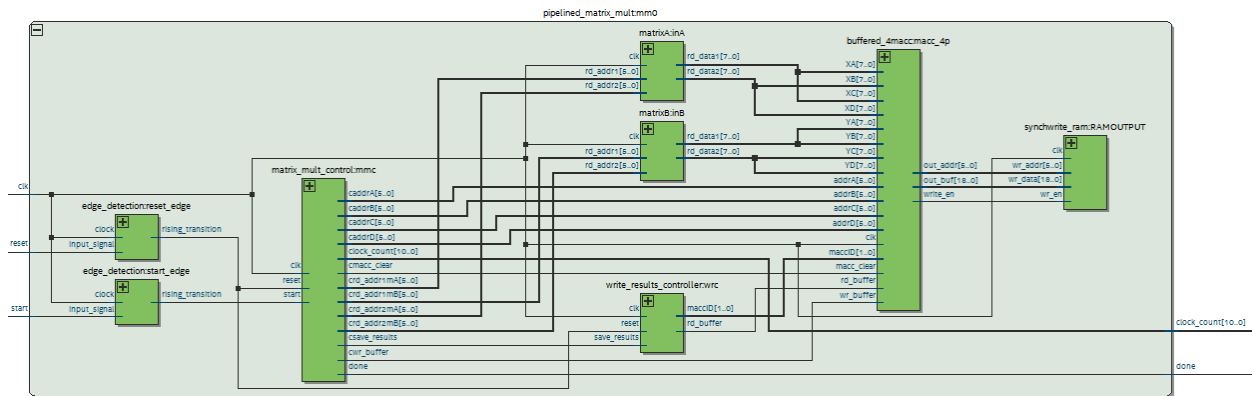 pipelined_matrix_mult:mm0
matrixA:inA
clk
rd_addr1[5..0]
rd_addr2[5..0]
rd_data1[7..0]
rd_data2[7..0]
matrixB:inB
clk
rd_addr1[5..0]
rd_addr2[5..0]
rd_data1[7..0]
rd_data2[7..0]
buffered_4macc:macc_4p
XA[7..0]
XB[7..0]
XC[7..0]
XD[7..0]
YA[7..0]
YB[7..0]
YC[7..0]
YD[7..0]
addrA[5..0]
addrB[5..0]
addrC[5..0]
addrD[5..0]
clk
maccID[1..0]
macc_clear
rd_buffer
wr_buffer
out_addr[5..0]
out_buf[18..0]
write_en
synchwrite_ram:RAMOUTPUT
clk
wr_addr[5..0]
wr_data[18..0]
wr_en
matrix_mult_control:mmc
clk
reset
start
caddrA[5..0]
caddrB[5..0]
caddrC[5..0]
caddrD[5..0]
clock_count[10..0]
cmacc_clear
crd_addr1mA[5..0]
crd_addr1mB[5..0]
crd_addr2mA[5..0]
crd_addr2mB[5..0]
csave_results
cwr_buffer
done
write_results_controller:wrc
clk
reset
save_results
maccID[1..0]
rd_buffer
clk
edge_detection:reset_edge
clock
input_signal
rising_transition
reset
edge_detection:start_edge
clock
input_signal
rising_transition
start
clock_count[10..0]
done